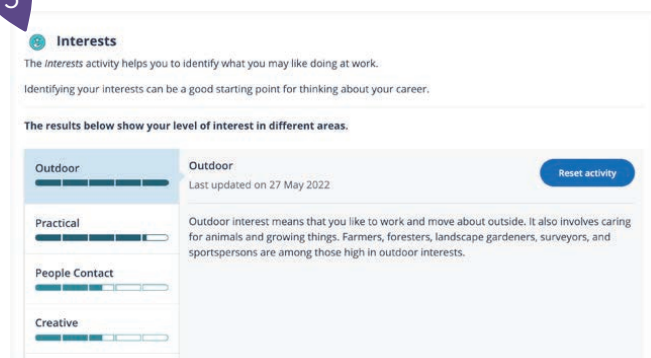 5
Interests
The Interests activity helps you to identify what you may like doing at work.
Identifying your interests can be a good starting point for thinking about your career.
The results below show your level of interest in different areas.
Outdoor
Practical
People Contact
Creative
Outdoor
Last updated on 27 May 2022
Reset activity
Outdoor interest means that you like to work and move about outside. It also involves caring
for animals and growing things. Farmers, foresters, landscape gardeners, surveyors, and
sportspersons are among those high in outdoor interests.